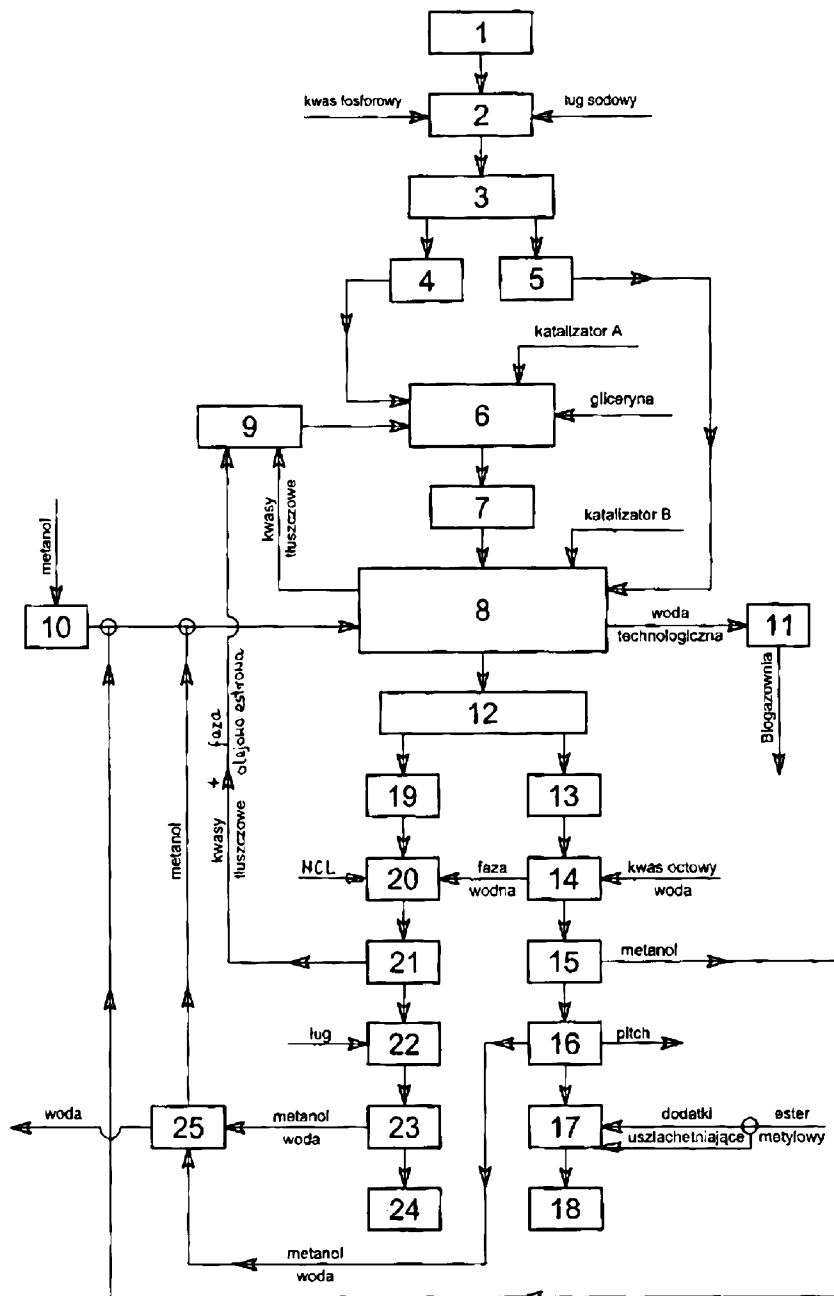 1
kwas fosforowy
2
ług sodowy
3
4
5
katalizator A
6
gliceryna
9
7
kwasy
tłuszczowe
katalizator B
metanol
10
8
woda
technologiczna
11
Biogazownia
12
kwasy + faza
tłuszczowe olejowo estrowa
metanol
19
13
HCL
20
faza
wodna
14
kwas octowy
woda
21
15
metanol
ług
22
16
pitch
woda
25
metanol
woda
23
17
dodatki
uszlachetniające
ester
metylowy
24
18
metanol
woda